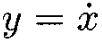 y = ẋ